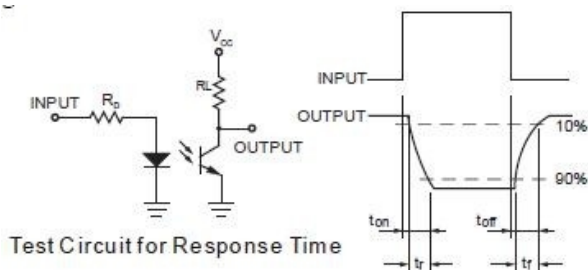 Vcc
RL
INPUT
RD
OUTPUT
Test Circuit for Response Time
INPUT
OUTPUT
10%
90%
ton
toff
tr
tf